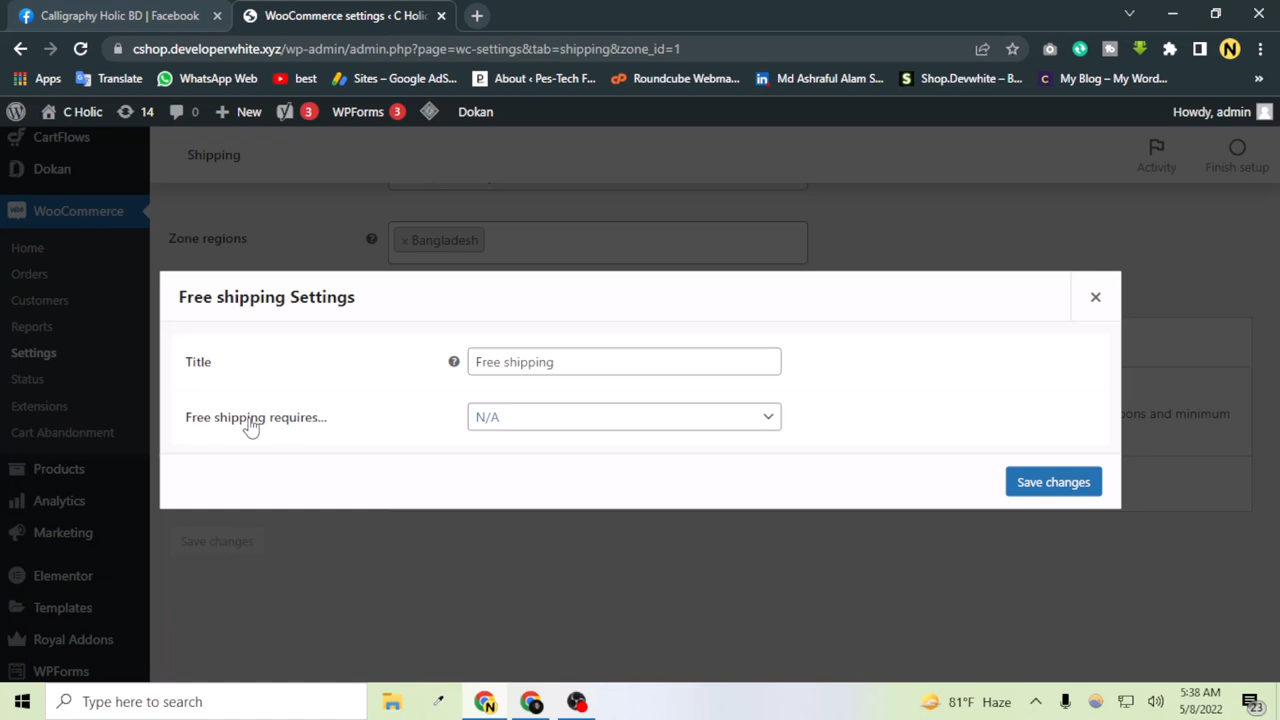 Calligraphy Holic BD | Facebook
WooCommerce settings ‹ C Holic
cshop.developerwhite.xyz/wp-admin/admin.php?page=wc-settings&tab=shipping&zone_id=1
Apps Translate WhatsApp Web best Sites – Google AdS... About ‹ Pes-Tech F... Roundcube Webma... Md Ashraful Alam S... Shop.Devwhite – B... My Blog – My Wor... »
C Holic 14 0 New 3 WPForms 3 Dokan Howdy, admin
CartFlows
Dokan
WooCommerce
Home
Orders
Customers
Reports
Settings
Status
Extensions
Cart Abandonment
Products
Analytics
Marketing
Elementor
Templates
Royal Addons
WPForms
Shipping
Activity
Finish setup
Zone regions
× Bangladesh
Free shipping Settings
Title
Free shipping
Free shipping requires...
N/A
pons and minimum
Save changes
Save changes
Type here to search
N
81°F Haze
5:38 AM
5/8/2022
23